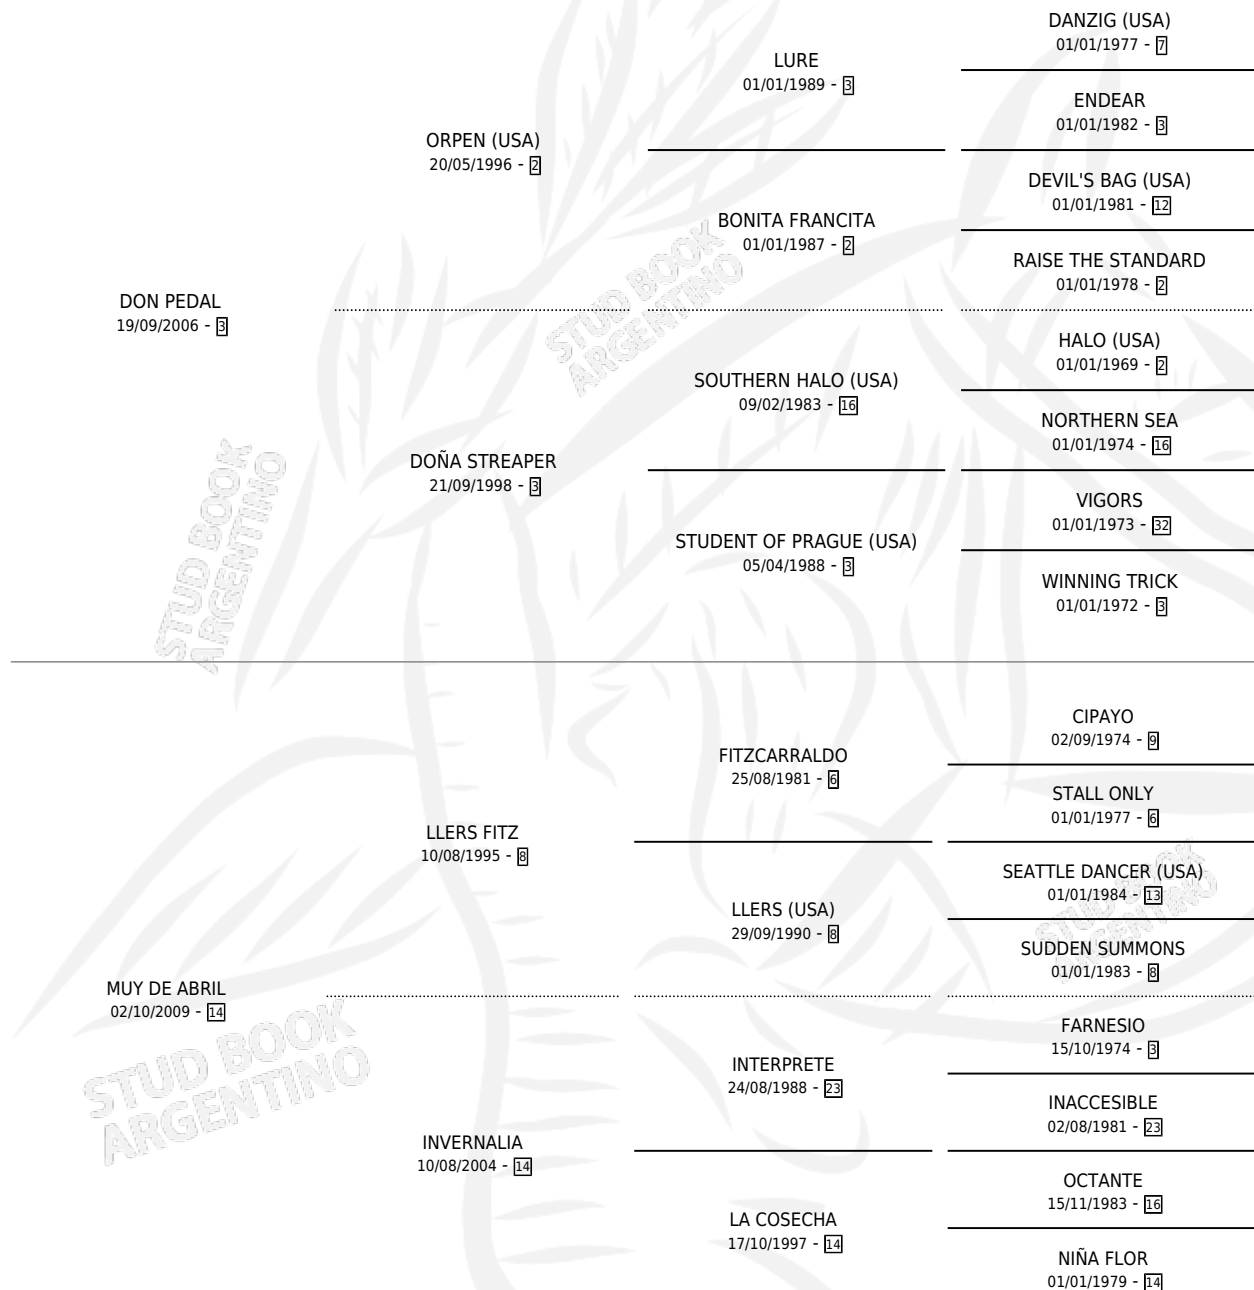 DANZIG (USA)
01/01/1977 - 7
LURE
01/01/1989 - 3
ENDEAR
01/01/1982 - 3
ORPEN (USA)
20/05/1996 - 2
DEVIL'S BAG (USA)
01/01/1981 - 12
BONITA FRANCITA
01/01/1987 - 2
RAISE THE STANDARD
01/01/1978 - 2
DON PEDAL
19/09/2006 - 3
HALO (USA)
01/01/1969 - 2
SOUTHERN HALO (USA)
09/02/1983 - 16
NORTHERN SEA
01/01/1974 - 16
DOÑA STREAPER
21/09/1998 - 3
VIGORS
01/01/1973 - 32
STUDENT OF PRAGUE (USA)
05/04/1988 - 3
WINNING TRICK
01/01/1972 - 3
STUD BOOK
ARGENTINO
STUD BOOK
ARGENTINO
CIPAYO
02/09/1974 - 9
FITZCARRALDO
25/08/1981 - 6
STALL ONLY
01/01/1977 - 6
LLERS FITZ
10/08/1995 - 8
SEATTLE DANCER (USA)
01/01/1984 - 13
LLERS (USA)
29/09/1990 - 8
SUDDEN SUMMONS
01/01/1983 - 8
MUY DE ABRIL
02/10/2009 - 14
FARNESIO
15/10/1974 - 3
INTERPRETE
24/08/1988 - 23
INACCESIBLE
02/08/1981 - 23
INVERNALIA
10/08/2004 - 14
OCTANTE
15/11/1983 - 16
LA COSECHA
17/10/1997 - 14
NIÑA FLOR
01/01/1979 - 14
STUD BOOK
ARGENTINO
STUD BOOK
ARGENTINO